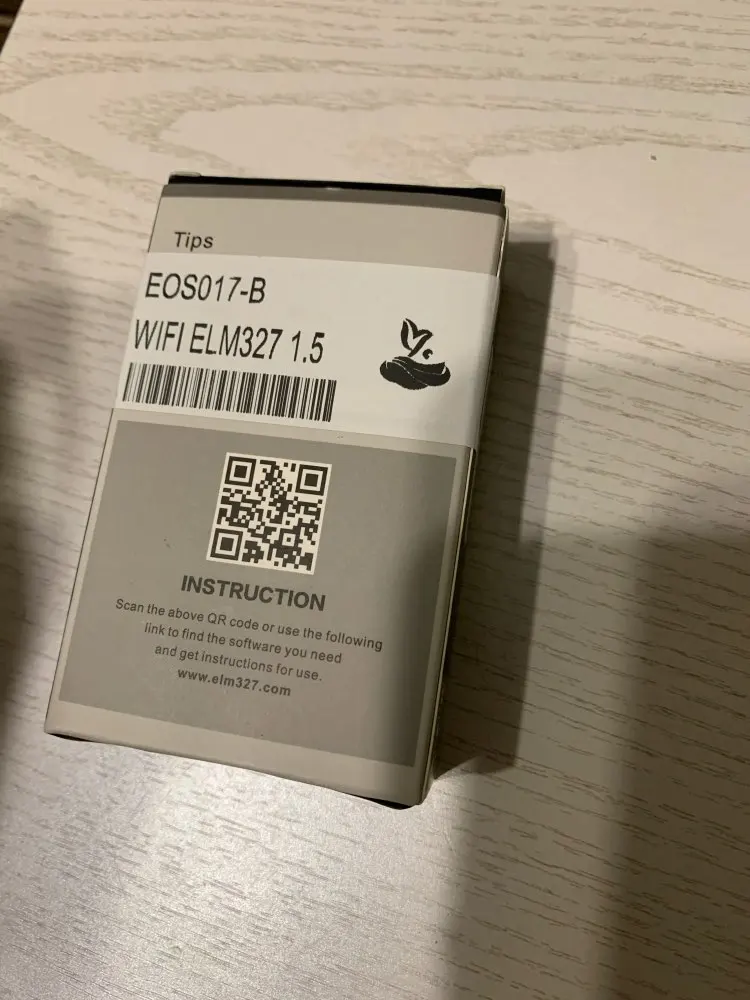 Tips
EOS017-B
WIFI ELM327 1.5
INSTRUCTION
Scan the above QR code or use the following
link to find the software you need
and get instructions for use.
www.elm327.com